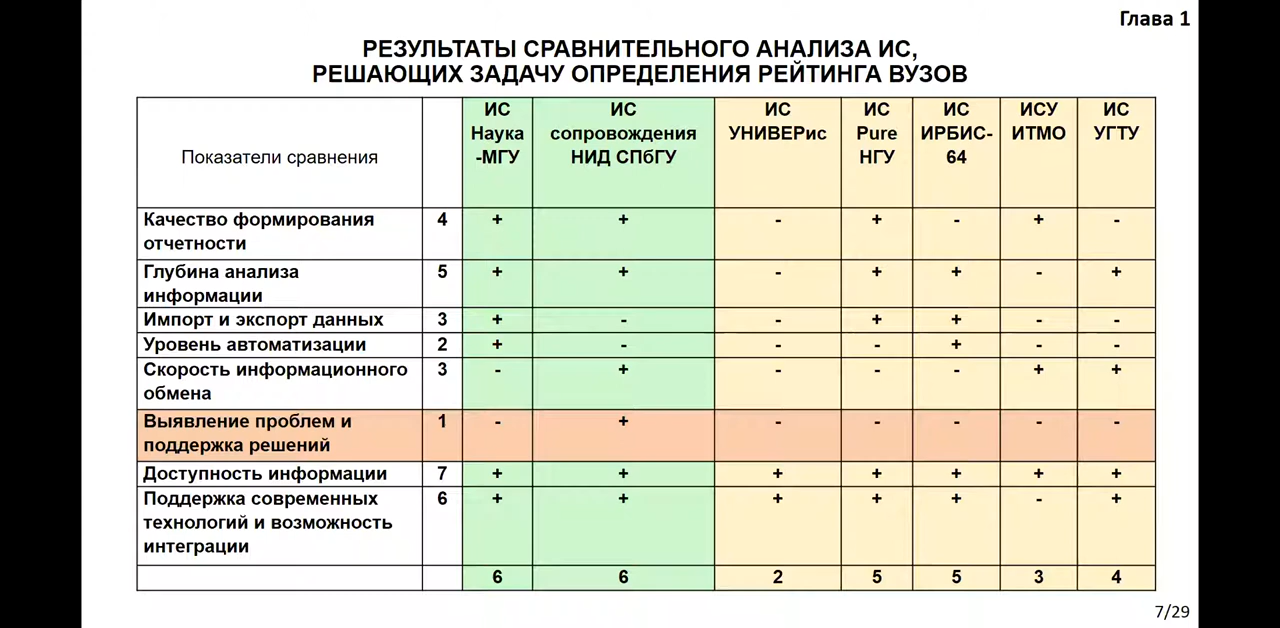 Глава 1
РЕЗУЛЬТАТЫ СРАВНИТЕЛЬНОГО АНАЛИЗА ИС,
РЕШАЮЩИХ ЗАДАЧУ ОПРЕДЕЛЕНИЯ РЕЙТИНГА ВУЗОВ
Показатели сравнения
ИС
Наука
-МГУ
ИС
сопровождения
НИД СПбГУ
ИС
УНИВЕРис
ИС
Pure
НГУ
ИС
ИРБИС-
64
ИСУ
ИТМО
ИС
УГТУ
Качество формирования 4 + + - + - + -
отчетности
Глубина анализа 5 + + - + + - +
информации
Импорт и экспорт данных 3 + - - + + - -
Уровень автоматизации 2 + - - - + - -
Скорость информационного 3 - + - - - + +
обмена
Выявление проблем и 1 - + - - - - -
поддержка решений
Доступность информации 7 + + + + + + +
Поддержка современных 6 + + + + + - +
технологий и возможность
интеграции
6 6 2 5 5 3 4
7/29